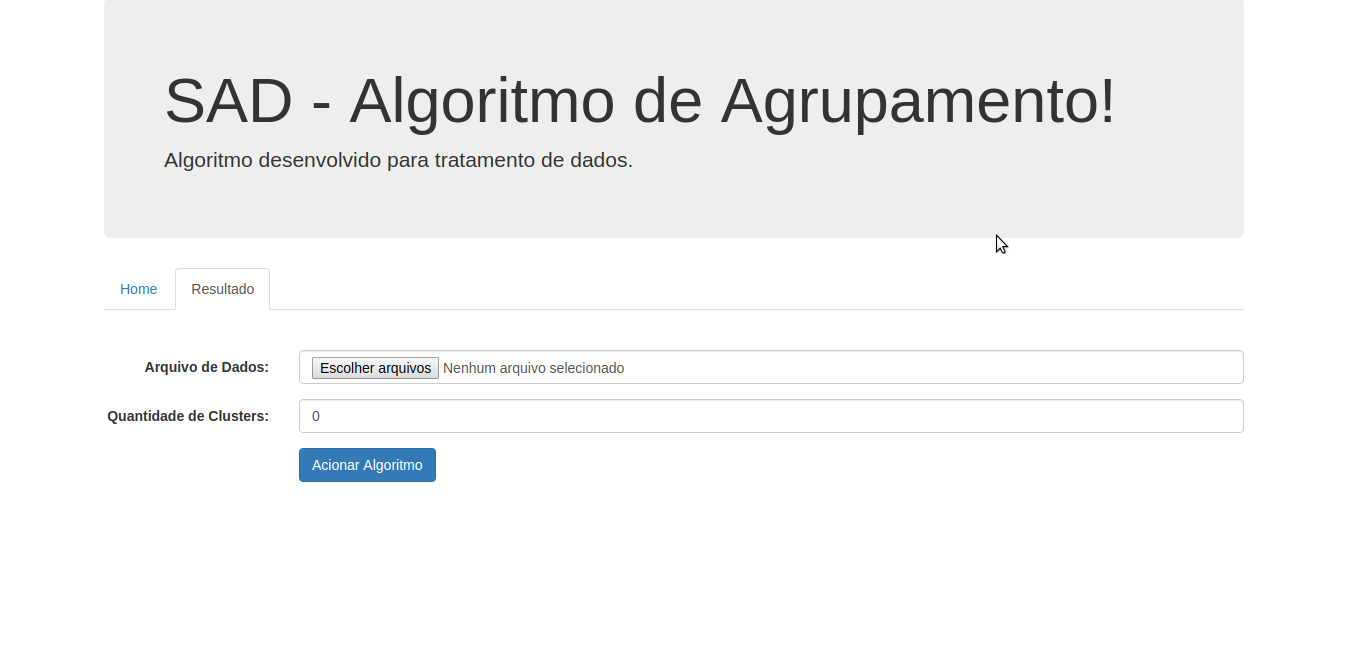 SAD - Algoritmo de Agrupamento!
Algoritmo desenvolvido para tratamento de dados.
Home Resultado
Arquivo de Dados: Escolher arquivos Nenhum arquivo selecionado
Quantidade de Clusters: 0
Acionar Algoritmo